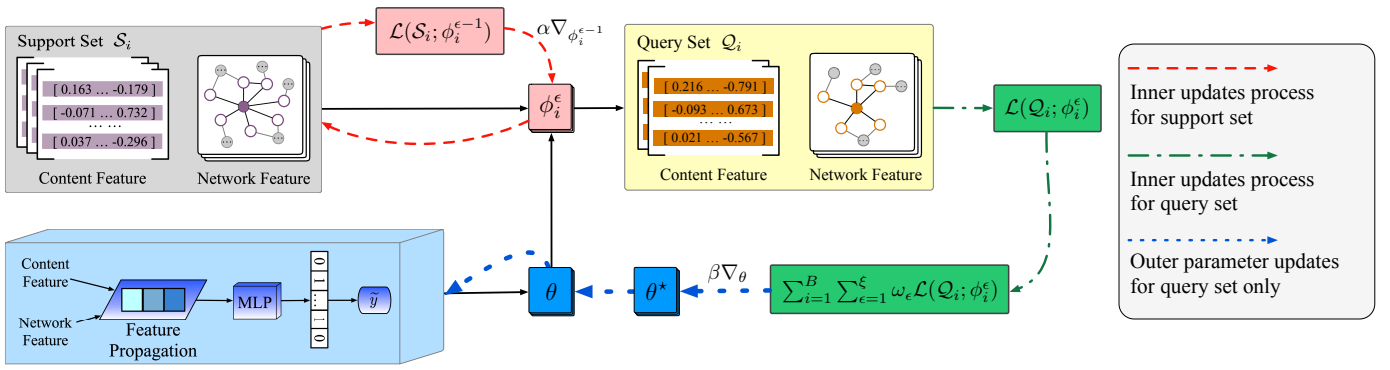 Support Set 𝒮ᵢ
[ 0.163 ... -0.179 ]
[ -0.071 ... 0.732 ]
... ...
[ 0.037 ... -0.296 ]
Content Feature
Network Feature
ℒ(𝒮ᵢ; ϕᵢ^{ϵ−1})
α∇_{ϕᵢ^{ϵ−1}}
ϕᵢ^ϵ
Query Set 𝒬ᵢ
[ 0.216 ... -0.791 ]
[ -0.093 ... 0.673 ]
... ...
[ 0.021 ... -0.567 ]
Content Feature
Network Feature
ℒ(𝒬ᵢ; ϕᵢ^ϵ)
∑_{i=1}^{B} ∑_{ϵ=1}^{ξ} ω_ϵ ℒ(𝒬ᵢ; ϕᵢ^ϵ)
β∇_θ
θ⋆
θ
Content
Feature
Network
Feature
Feature
Propagation
MLP
0
1
...
1
0
ỹ
Inner updates process
for support set
Inner updates process
for query set
Outer parameter updates
for query set only